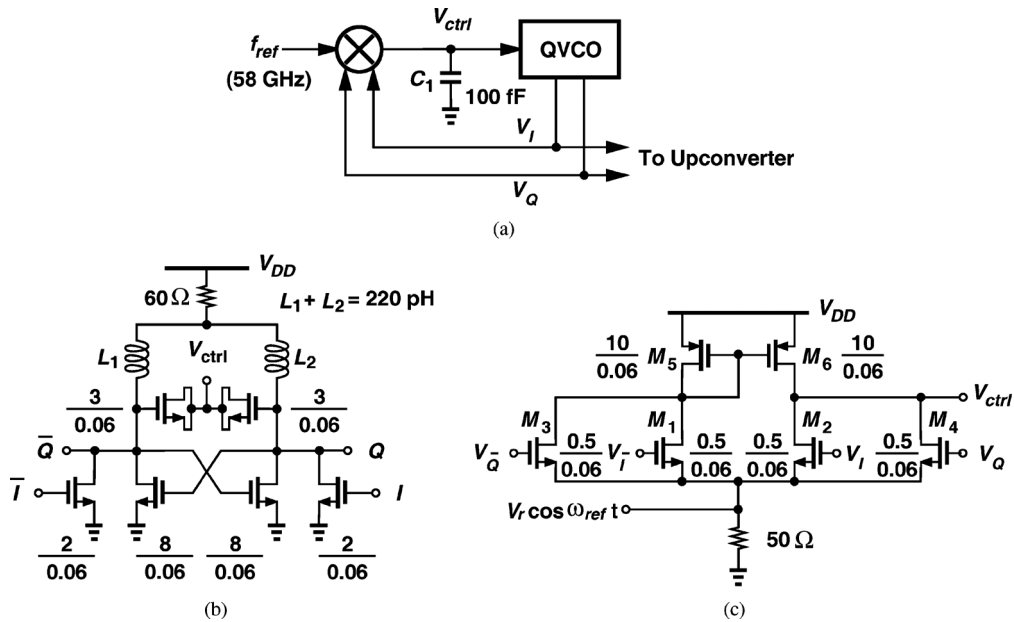 V_ctrl
f_ref
(58 GHz)
QVCO
C_1
100 fF
V_I
V_Q
To Upconverter
(a)
V_DD
60 Ω
L_1 + L_2 = 220 pH
L_1
V_ctrl
L_2
3/0.06
3/0.06
Q̅
Q
I̅
I
2/0.06
8/0.06
8/0.06
2/0.06
(b)
V_DD
10/0.06
M_5
M_6
10/0.06
V_ctrl
M_3
M_1
M_2
M_4
V_Q̅
0.5/0.06
V_I̅
0.5/0.06
0.5/0.06
V_I
0.5/0.06
V_Q
V_r cos ω_ref t
50 Ω
(c)